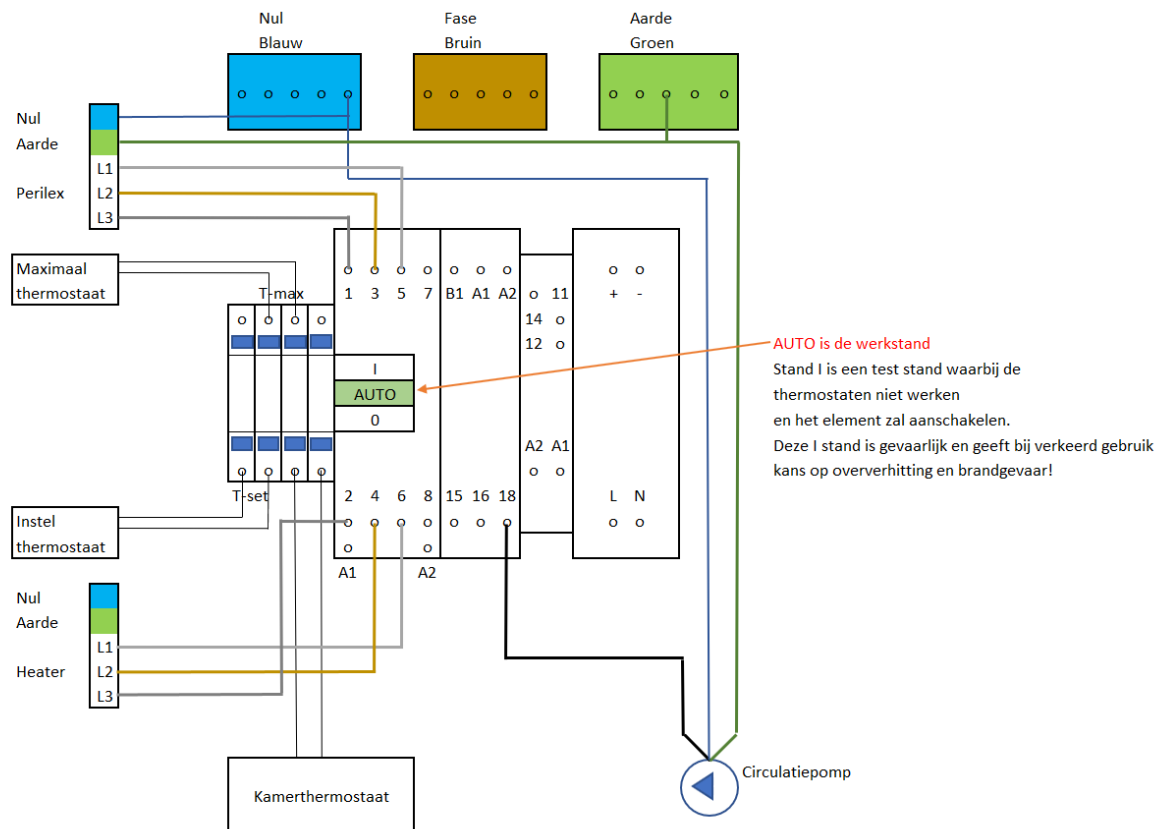 Nul Fase Aarde
Blauw Bruin Groen
o o o o o o o o o o o o o o o
Nul
Aarde
L1
Perilex L2
L3
Maximaal
thermostaat
T-max
o o o o
o o o o o o o o o
1 3 5 7 B1 A1 A2 o 11 + -
14 o
12 o
I
AUTO
0
AUTO is de werkstand
Stand I is een test stand waarbij de
thermostaten niet werken
en het element zal aanschakelen.
Deze I stand is gevaarlijk en geeft bij verkeerd gebruik
kans op oververhitting en brandgevaar!
A2 A1
o o o o o o
T-set 2 4 6 8 15 16 18 L N
o o o o o o o o o
o o
A1 A2
Instel
thermostaat
Nul
Aarde
L1
Heater L2
L3
Kamerthermostaat
Circulatiepomp